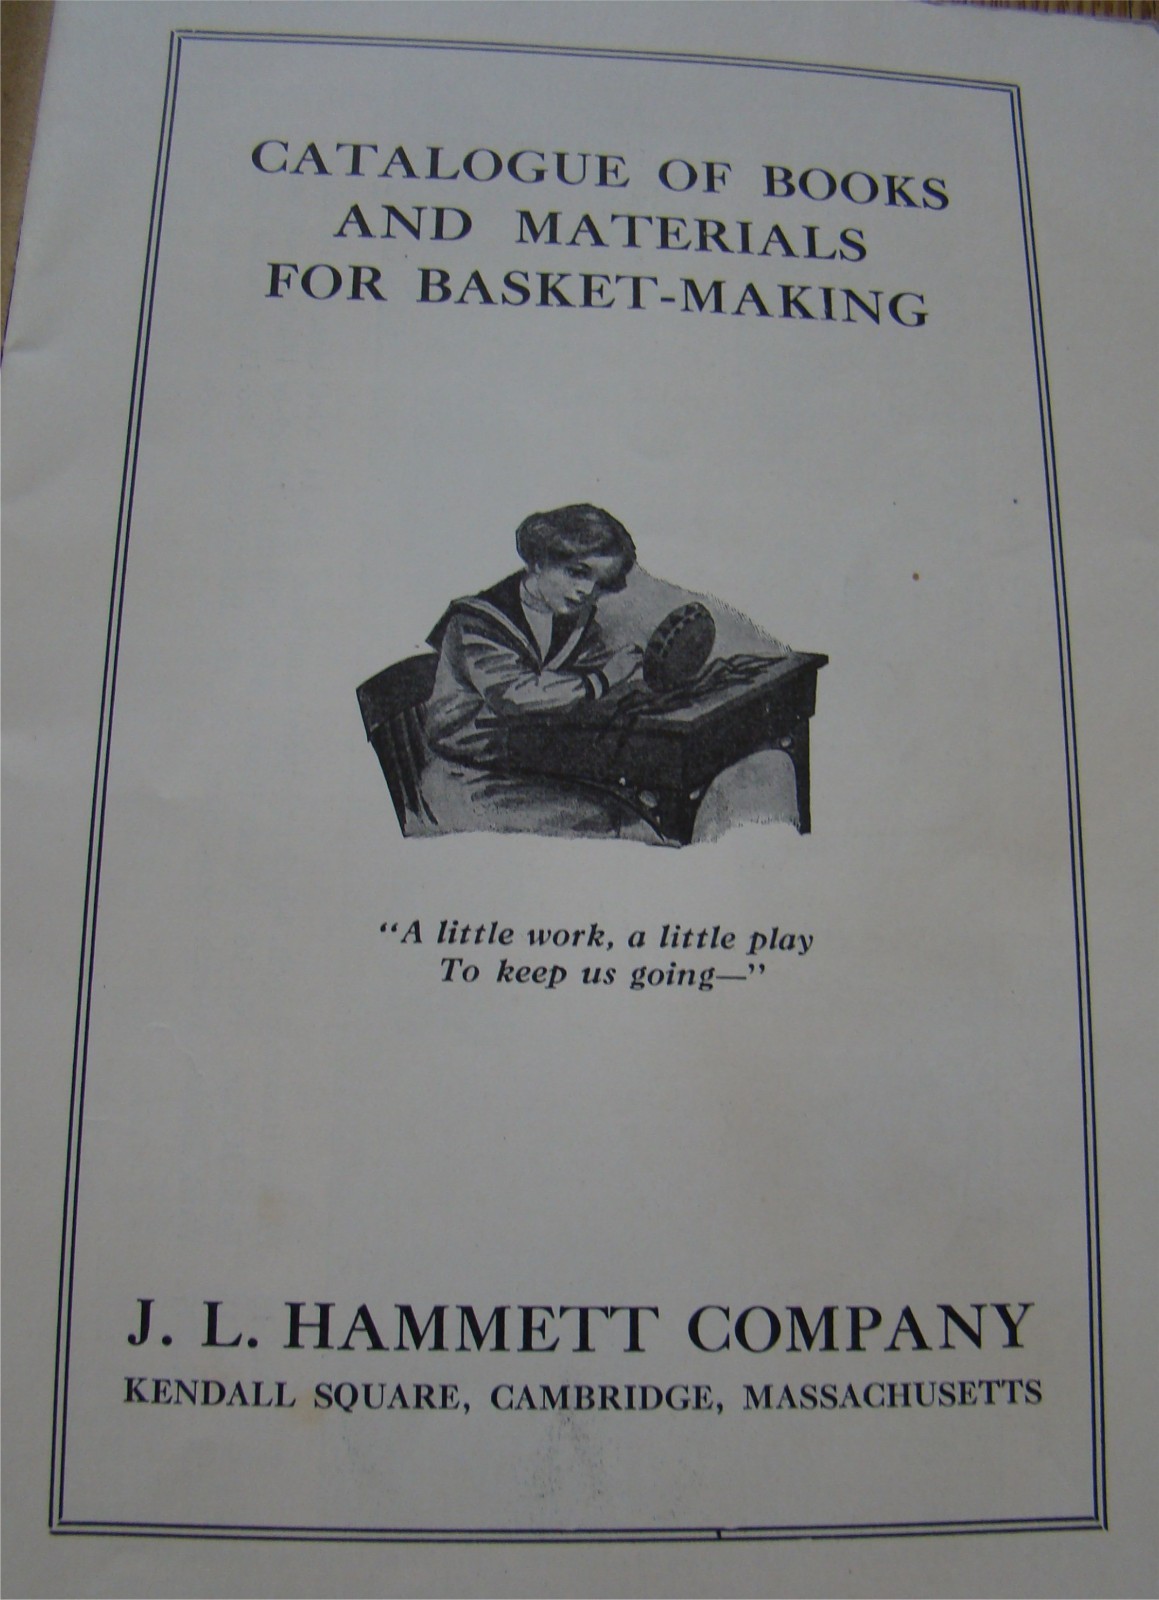 CATALOGUE OF BOOKS
AND MATERIALS
FOR BASKET-MAKING
“A little work, a little play
To keep us going—”
J. L. HAMMETT COMPANY
KENDALL SQUARE, CAMBRIDGE, MASSACHUSETTS